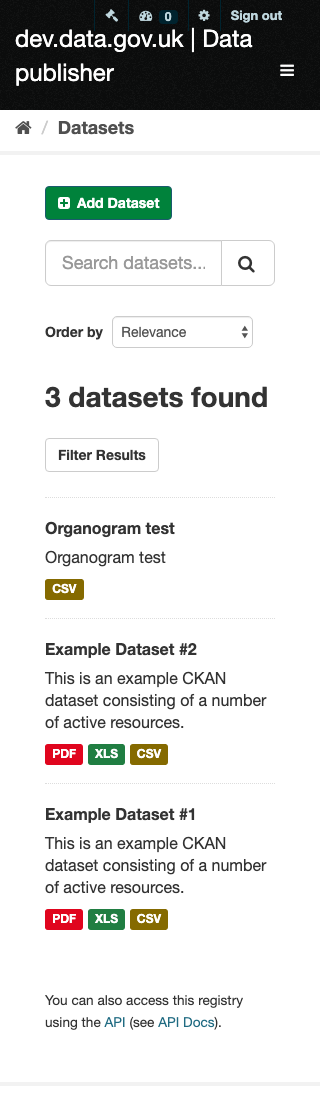 0 Sign out
dev.data.gov.uk | Data
publisher
/ Datasets
Add Dataset
Search datasets...
Order by Relevance
3 datasets found
Filter Results
Organogram test
Organogram test
CSV
Example Dataset #2
This is an example CKAN
dataset consisting of a number
of active resources.
PDF XLS CSV
Example Dataset #1
This is an example CKAN
dataset consisting of a number
of active resources.
PDF XLS CSV
You can also access this registry
using the API (see API Docs).